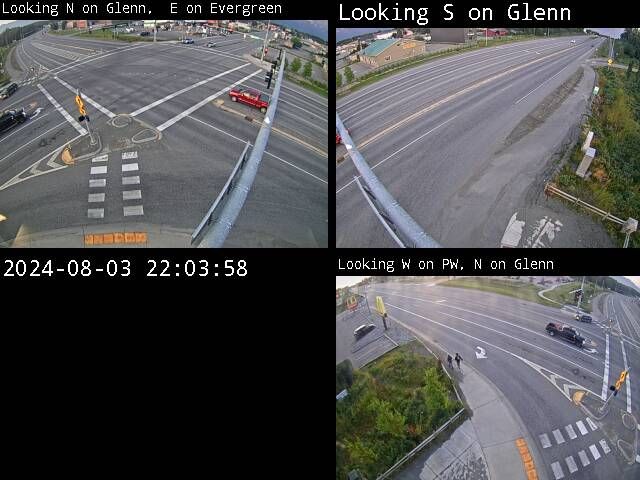 Looking N on Glenn,  E on Evergreen
Looking S on Glenn
2024-08-03 22:03:58
Looking W on PW, N on Glenn